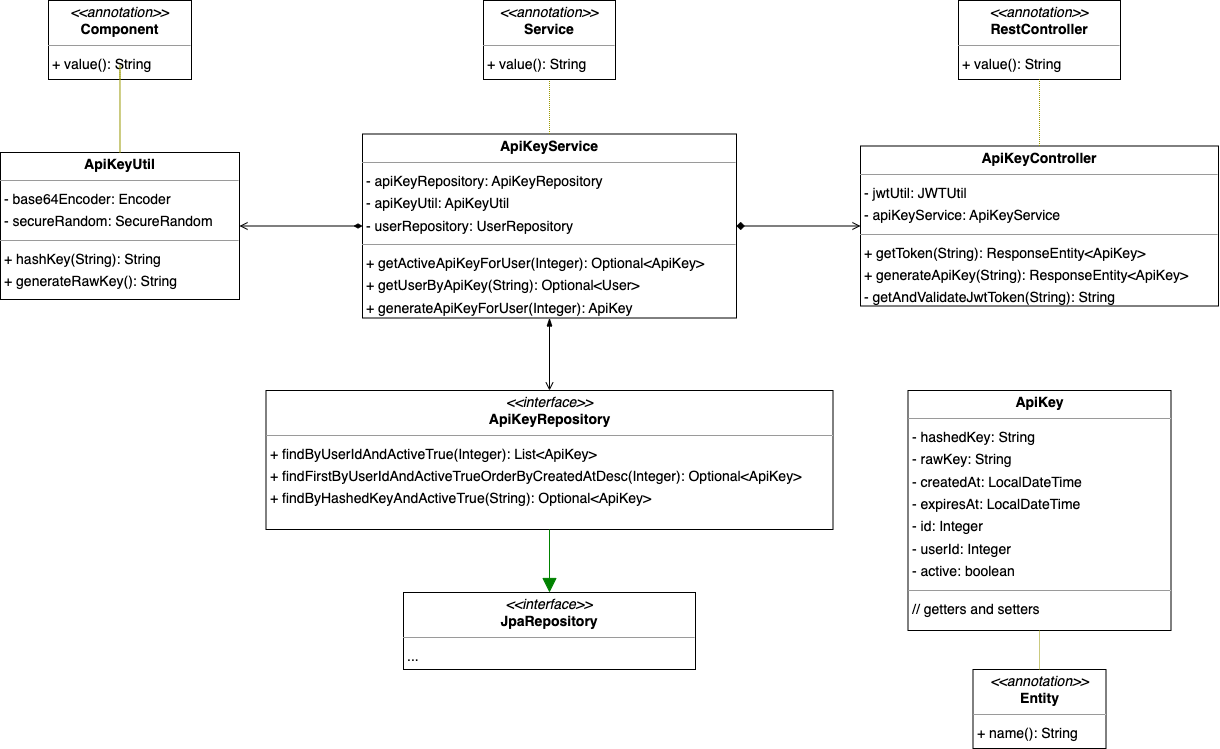 <<annotation>>
Component
+ value(): String
<<annotation>>
Service
+ value(): String
<<annotation>>
RestController
+ value(): String
ApiKeyUtil
- base64Encoder: Encoder
- secureRandom: SecureRandom
+ hashKey(String): String
+ generateRawKey(): String
ApiKeyService
- apiKeyRepository: ApiKeyRepository
- apiKeyUtil: ApiKeyUtil
- userRepository: UserRepository
+ getActiveApiKeyForUser(Integer): Optional<ApiKey>
+ getUserByApiKey(String): Optional<User>
+ generateApiKeyForUser(Integer): ApiKey
ApiKeyController
- jwtUtil: JWTUtil
- apiKeyService: ApiKeyService
+ getToken(String): ResponseEntity<ApiKey>
+ generateApiKey(String): ResponseEntity<ApiKey>
- getAndValidateJwtToken(String): String
<<interface>>
ApiKeyRepository
+ findByUserIdAndActiveTrue(Integer): List<ApiKey>
+ findFirstByUserIdAndActiveTrueOrderByCreatedAtDesc(Integer): Optional<ApiKey>
+ findByHashedKeyAndActiveTrue(String): Optional<ApiKey>
ApiKey
- hashedKey: String
- rawKey: String
- createdAt: LocalDateTime
- expiresAt: LocalDateTime
- id: Integer
- userId: Integer
- active: boolean
// getters and setters
<<interface>>
JpaRepository
...
<<annotation>>
Entity
+ name(): String